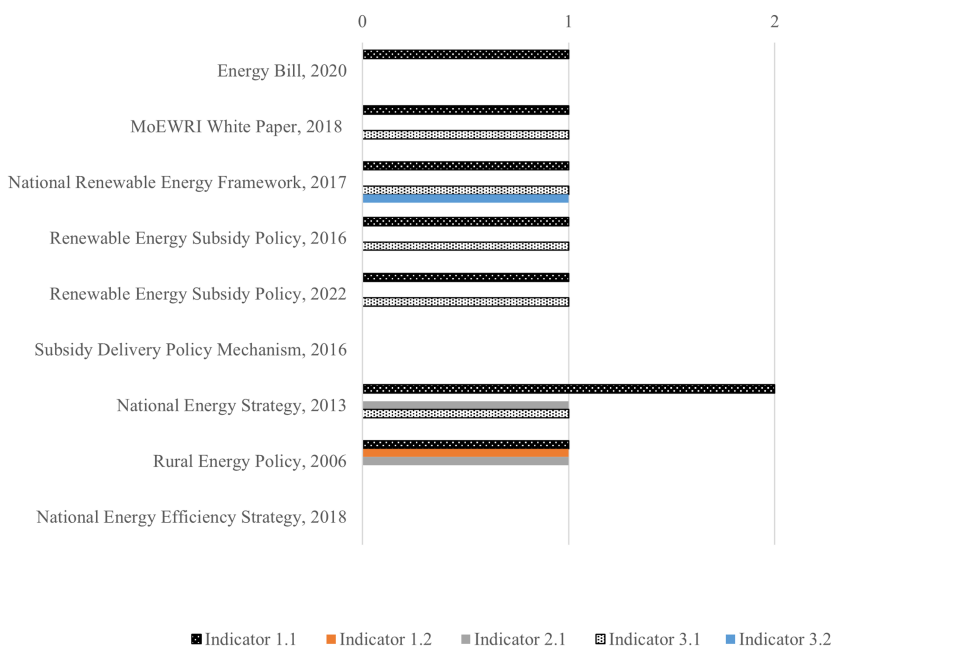 0 1 2
Energy Bill, 2020
MoEWRI White Paper, 2018
National Renewable Energy Framework, 2017
Renewable Energy Subsidy Policy, 2016
Renewable Energy Subsidy Policy, 2022
Subsidy Delivery Policy Mechanism, 2016
National Energy Strategy, 2013
Rural Energy Policy, 2006
National Energy Efficiency Strategy, 2018
Indicator 1.1 Indicator 1.2 Indicator 2.1 Indicator 3.1 Indicator 3.2